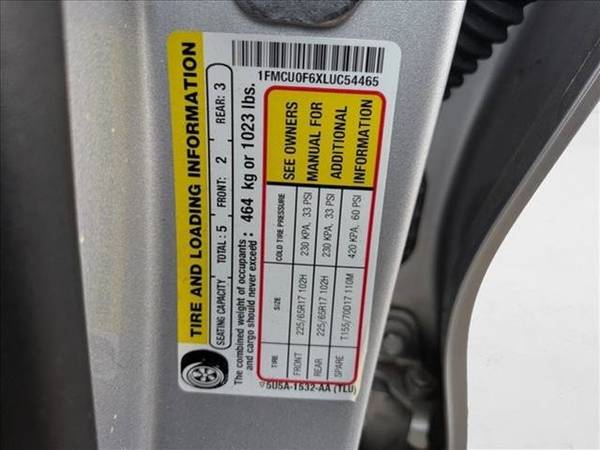 1FMCU0F6XLUC54465
TIRE AND LOADING INFORMATION
SEATING CAPACITY TOTAL: 5 FRONT: 2 REAR: 3
The combined weight of occupants
and cargo should never exceed: 464 kg or 1023 lbs.
TIRE SIZE COLD TIRE PRESSURE
FRONT 225/65R17 102H 230 KPA, 33 PSI
REAR 225/65R17 102H 230 KPA, 33 PSI
SPARE T155/70D17 110M 420 KPA, 60 PSI
SEE OWNERS
MANUAL FOR
ADDITIONAL
INFORMATION
5U5A-1532-AA (TLU)